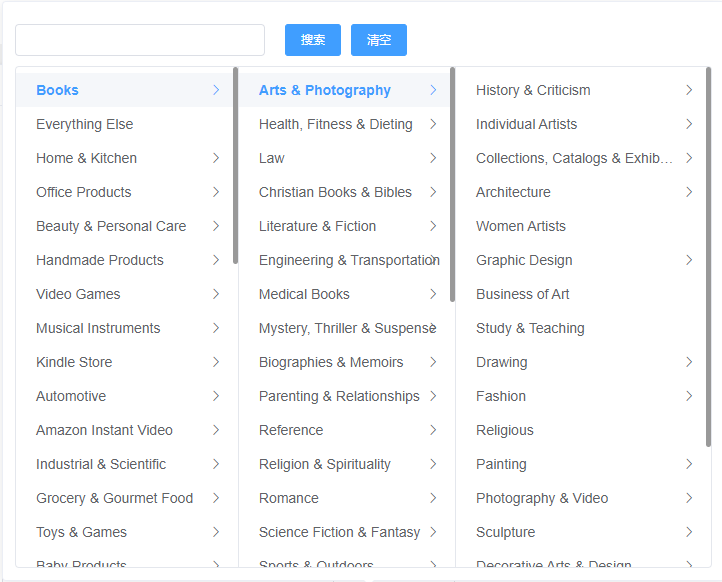 搜索 清空
Books
Everything Else
Home & Kitchen
Office Products
Beauty & Personal Care
Handmade Products
Video Games
Musical Instruments
Kindle Store
Automotive
Amazon Instant Video
Industrial & Scientific
Grocery & Gourmet Food
Toys & Games
Baby Products
Arts & Photography
Health, Fitness & Dieting
Law
Christian Books & Bibles
Literature & Fiction
Engineering & Transportation
Medical Books
Mystery, Thriller & Suspense
Biographies & Memoirs
Parenting & Relationships
Reference
Religion & Spirituality
Romance
Science Fiction & Fantasy
Sports & Outdoors
History & Criticism
Individual Artists
Collections, Catalogs & Exhib...
Architecture
Women Artists
Graphic Design
Business of Art
Study & Teaching
Drawing
Fashion
Religious
Painting
Photography & Video
Sculpture
Decorative Arts & Design